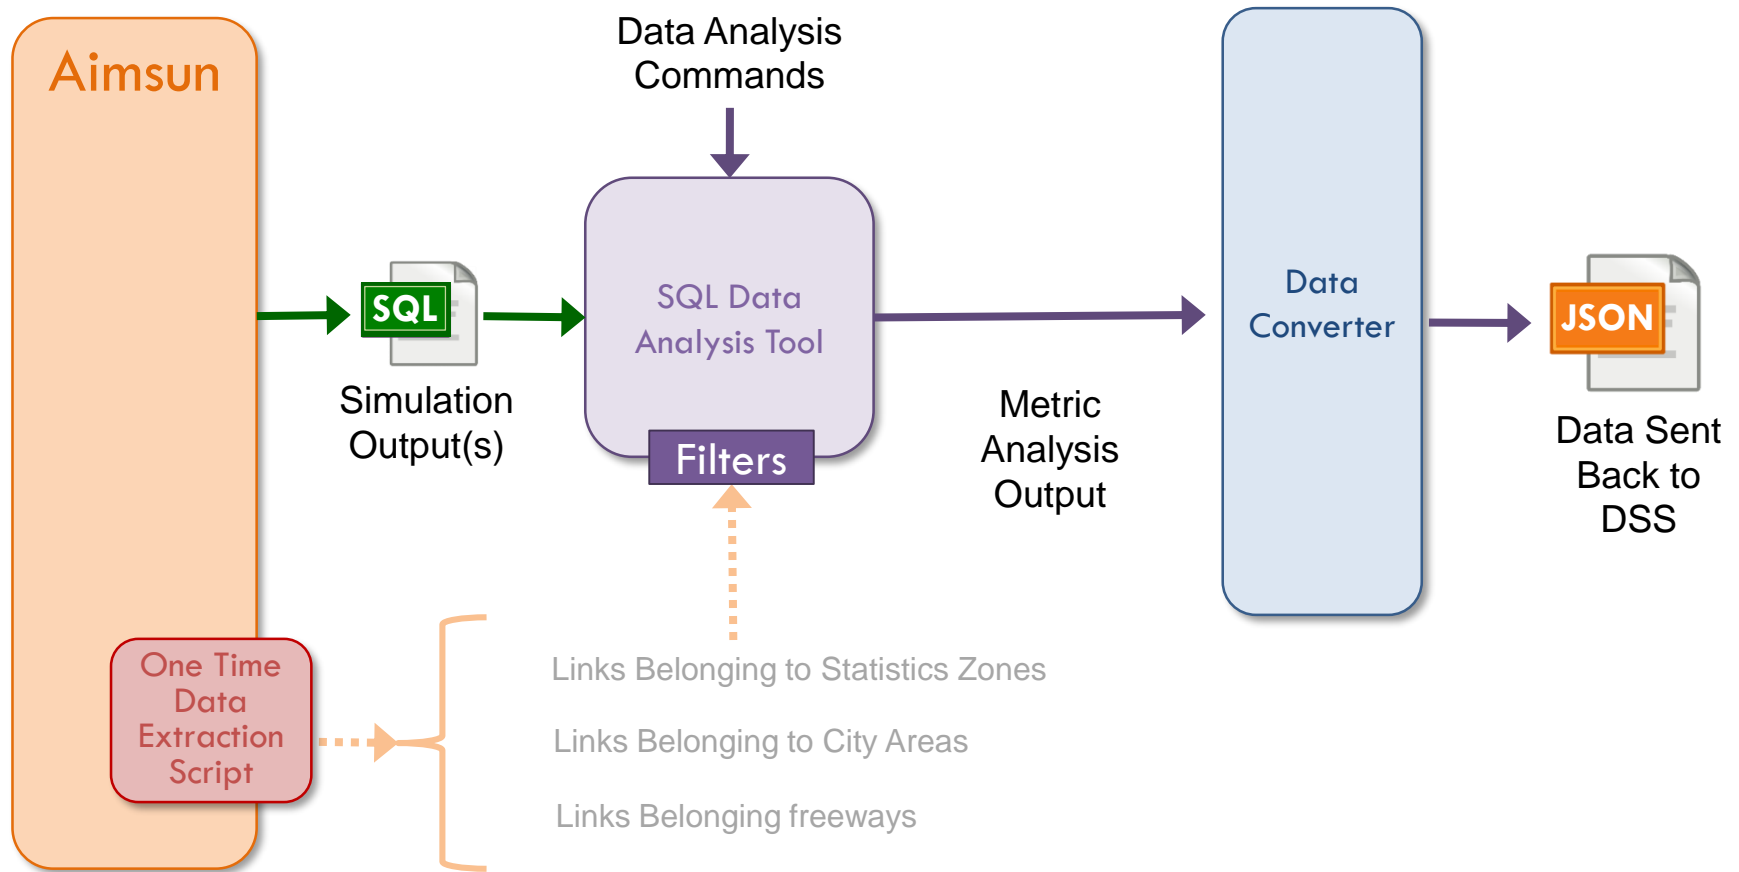 Aimsun
Data Analysis
Commands
SQL
Simulation
Output(s)
SQL Data
Analysis Tool
Filters
Metric
Analysis
Output
Data
Converter
JSON
Data Sent
Back to
DSS
One Time
Data
Extraction
Script
Links Belonging to Statistics Zones
Links Belonging to City Areas
Links Belonging freeways